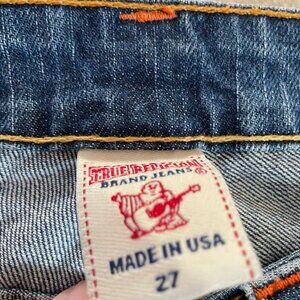 TRUE RELIGION
BRAND JEANS ®
MADE IN USA
27